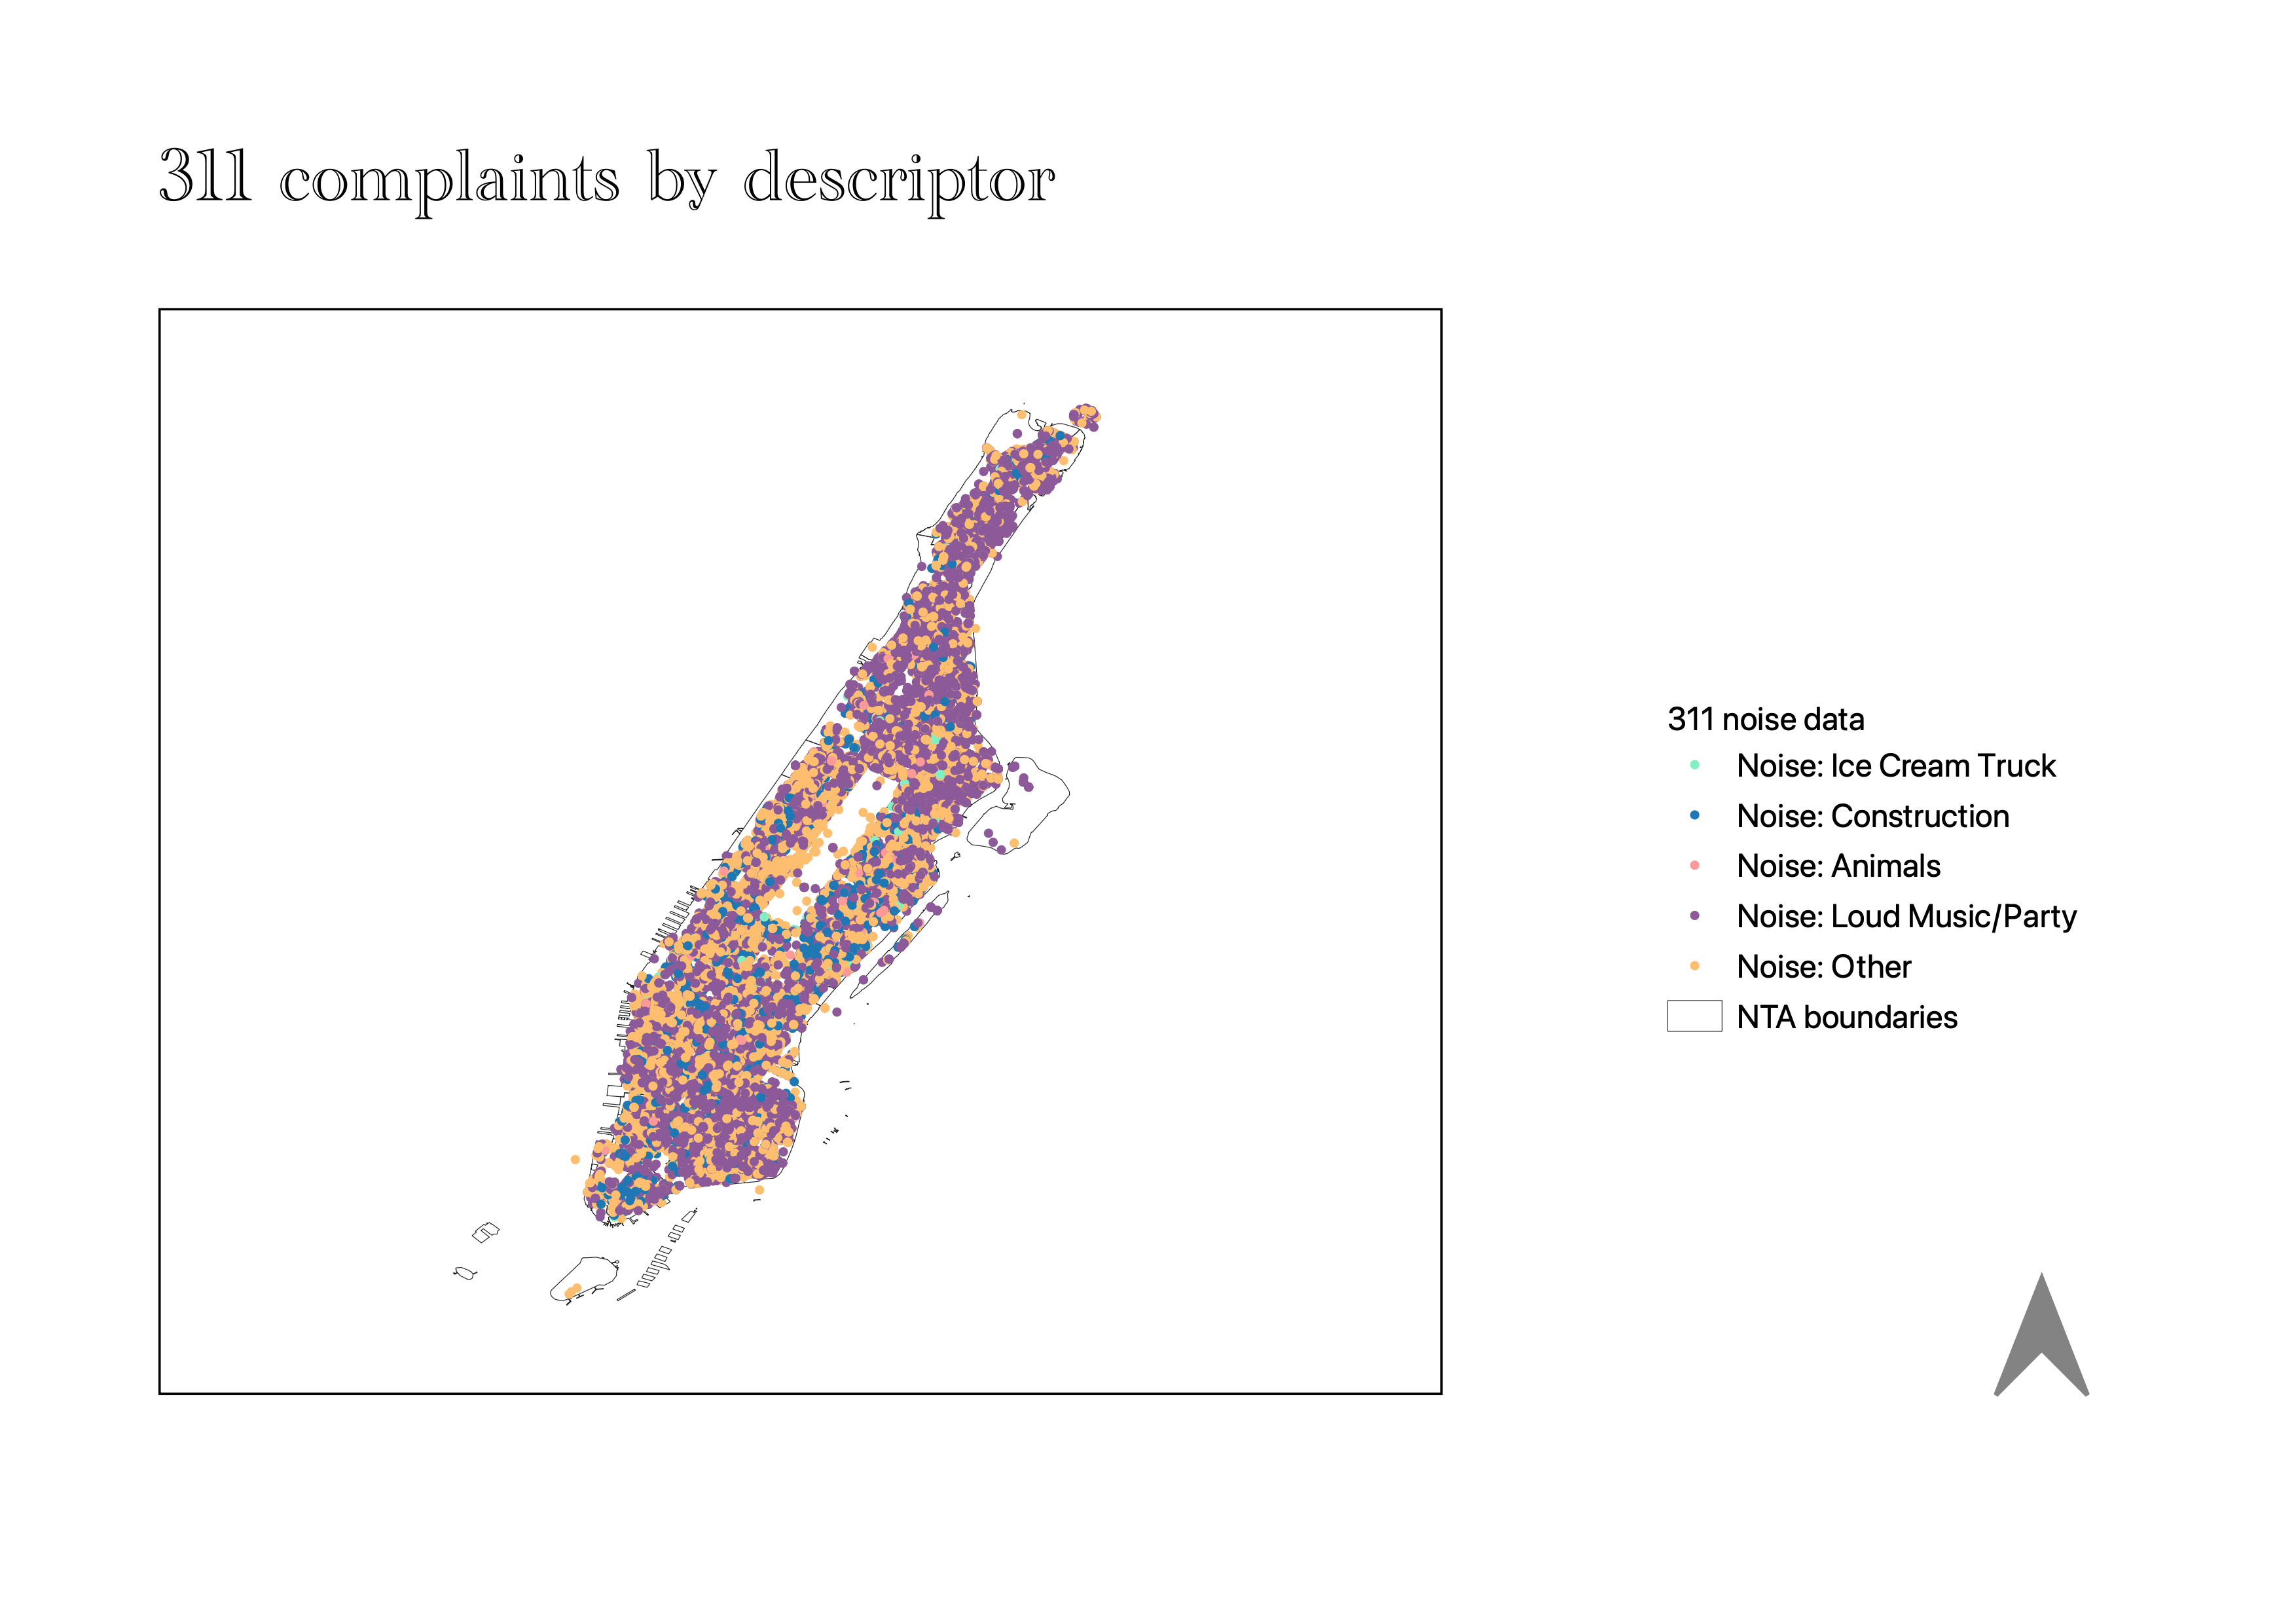 311 complaints by descriptor
311 noise data
Noise: Ice Cream Truck
Noise: Construction
Noise: Animals
Noise: Loud Music/Party
Noise: Other
NTA boundaries